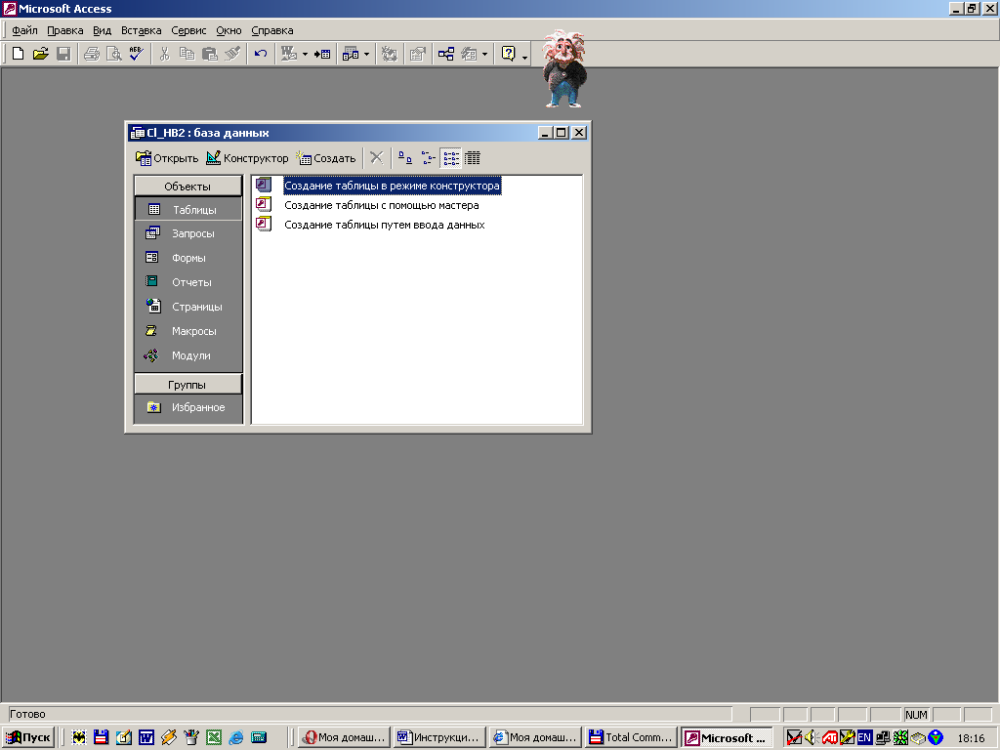 Microsoft Access
Файл Правка Вид Вставка Сервис Окно Справка
Cl_HB2 : база данных
Открыть Конструктор Создать
Объекты
Таблицы
Запросы
Формы
Отчеты
Страницы
Макросы
Модули
Группы
Избранное
Создание таблицы в режиме конструктора
Создание таблицы с помощью мастера
Создание таблицы путем ввода данных
Готово NUM
Пуск Моя домаш... Инструкци... Моя домаш... Total Comm... Microsoft ... EN 18:16